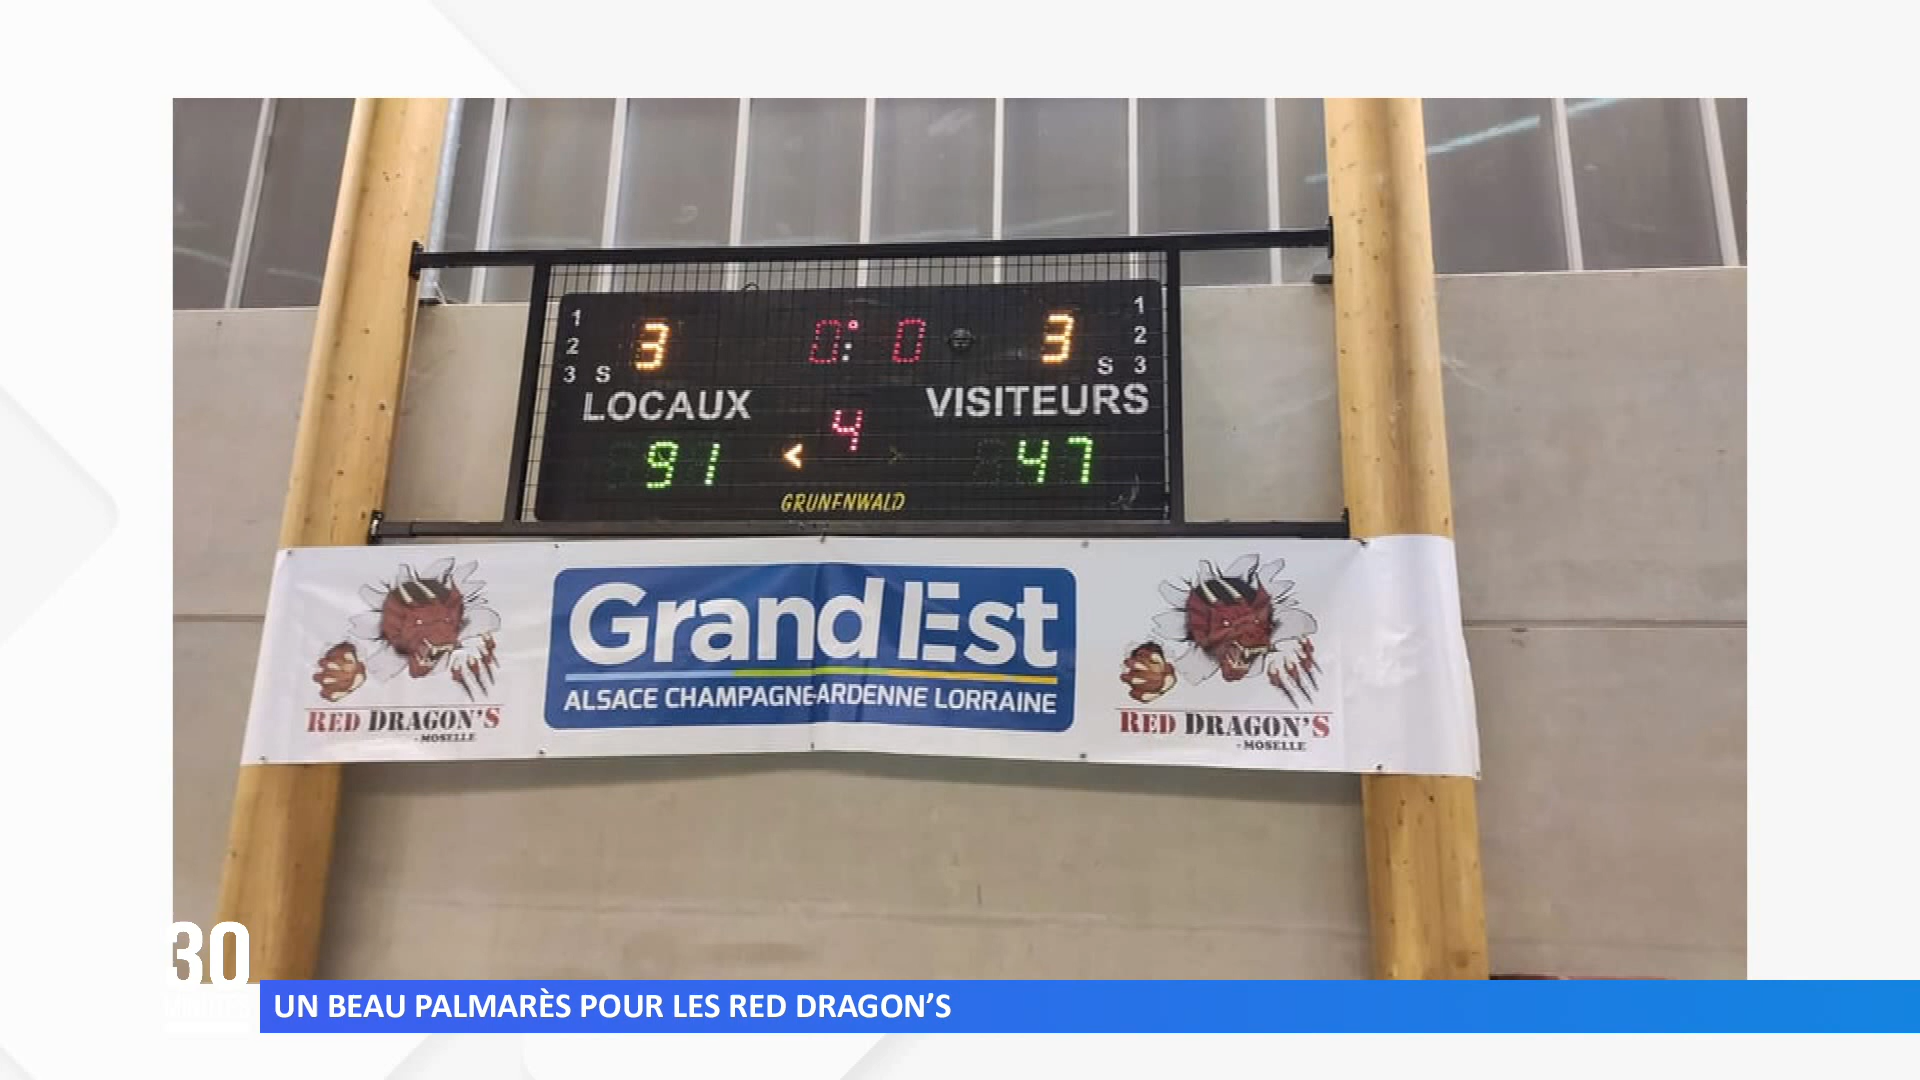 1
2
3 S
3
0:0
3
1
2
S 3
LOCAUX
VISITEURS
4
91 < > 47
GRUNENWALD
RED DRAGON'S
- MOSELLE
Grand Est
ALSACE CHAMPAGNE-ARDENNE LORRAINE
RED DRAGON'S
- MOSELLE
30
MINUTES
UN BEAU PALMARÈS POUR LES RED DRAGON'S